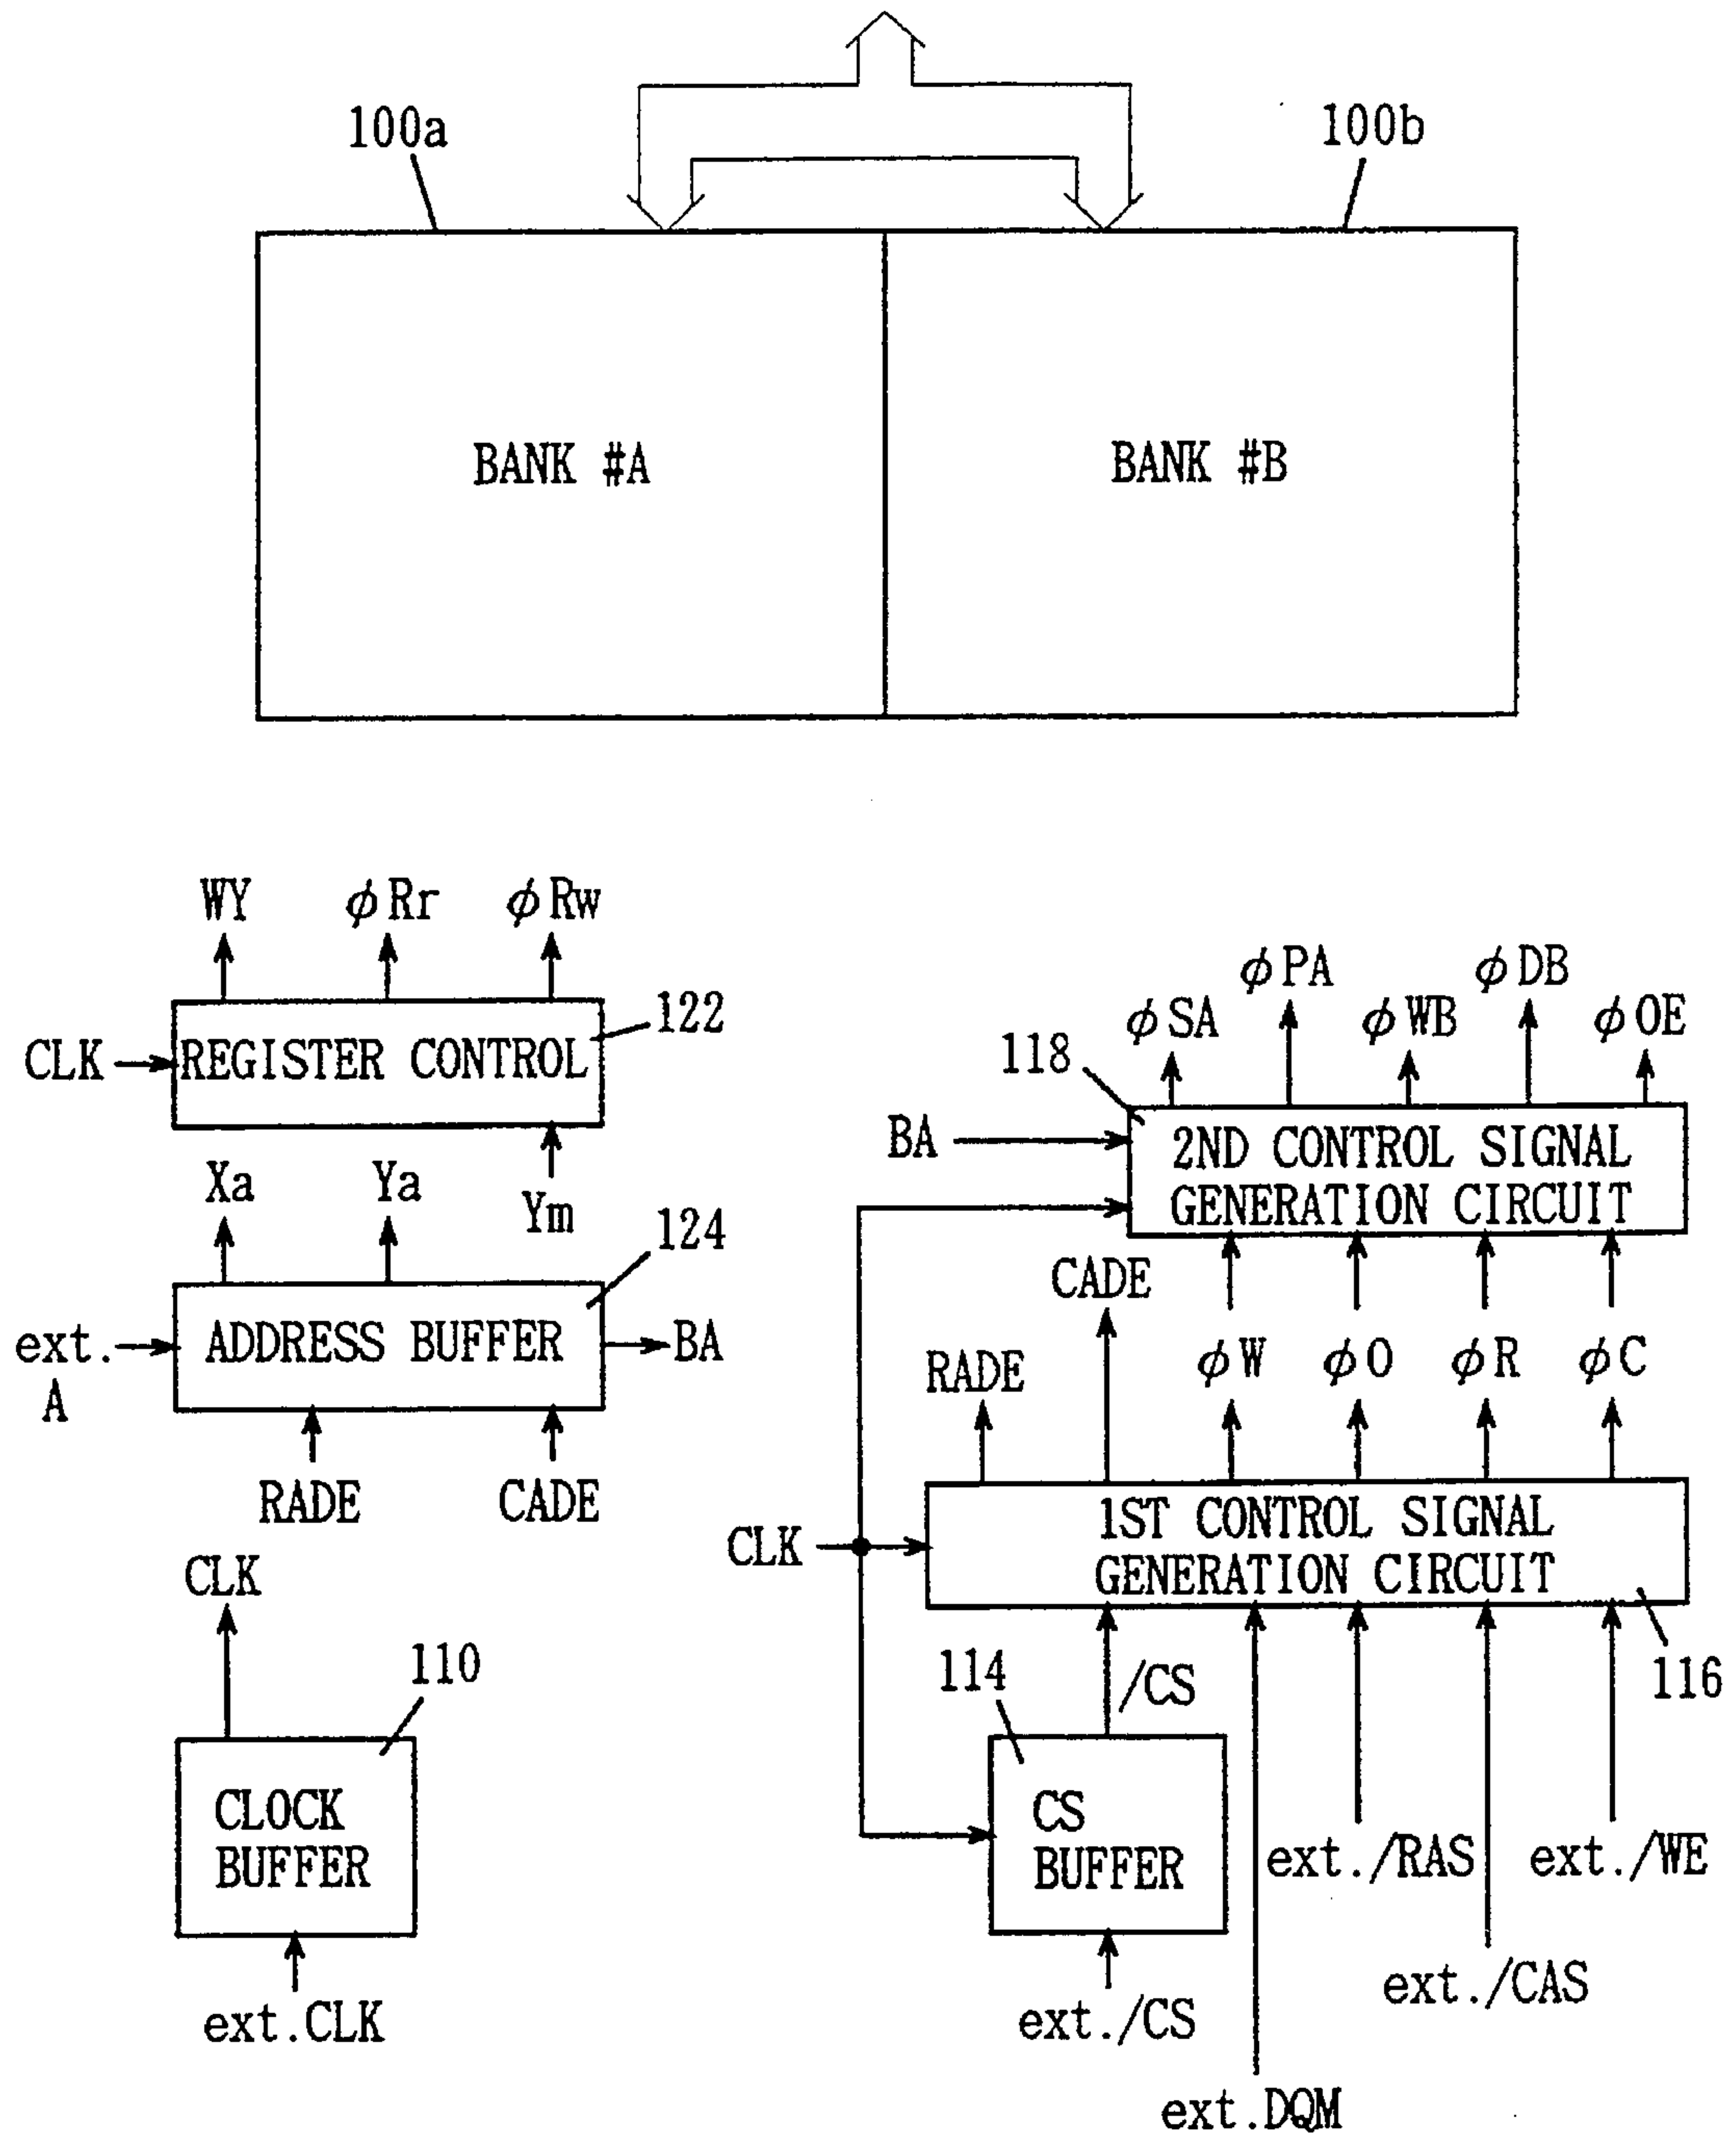 100a
100b
BANK #A
BANK #B
WY
φRr
φRw
122
CLK
REGISTER CONTROL
Xa
Ya
Ym
124
ext.
A
ADDRESS BUFFER
BA
RADE
CADE
CLK
110
CLOCK
BUFFER
ext.CLK
φSA
φPA
φWB
φDB
φOE
118
BA
2ND CONTROL SIGNAL
GENERATION CIRCUIT
CADE
RADE
φW
φO
φR
φC
CLK
1ST CONTROL SIGNAL
GENERATION CIRCUIT
116
114
/CS
CS
BUFFER
ext./RAS
ext./WE
ext./CS
ext./CAS
ext.DQM